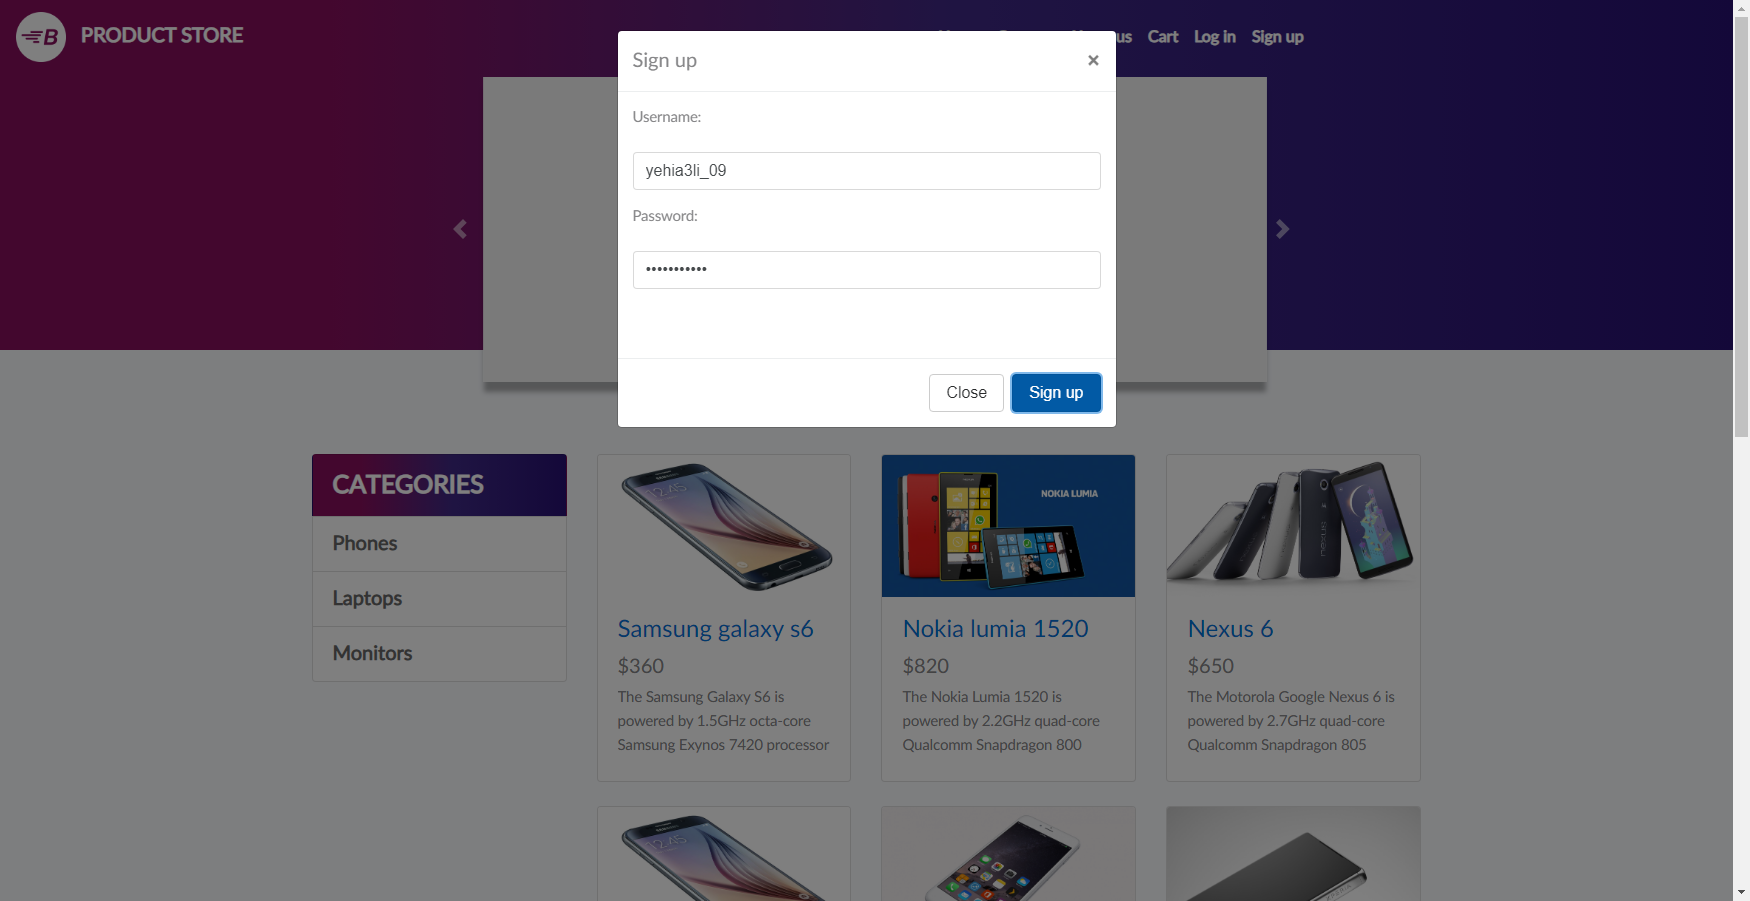 B PRODUCT STORE
us Cart Log in Sign up
Sign up ×
Username:
yehia3li_09
Password:
•••••••••••
Close Sign up
CATEGORIES
Phones
Laptops
Monitors
12:45
Samsung galaxy s6
$360
The Samsung Galaxy S6 is
powered by 1.5GHz octa-core
Samsung Exynos 7420 processor
NOKIA LUMIA
Nokia lumia 1520
$820
The Nokia Lumia 1520 is
powered by 2.2GHz quad-core
Qualcomm Snapdragon 800
nexus
Nexus 6
$650
The Motorola Google Nexus 6 is
powered by 2.7GHz quad-core
Qualcomm Snapdragon 805